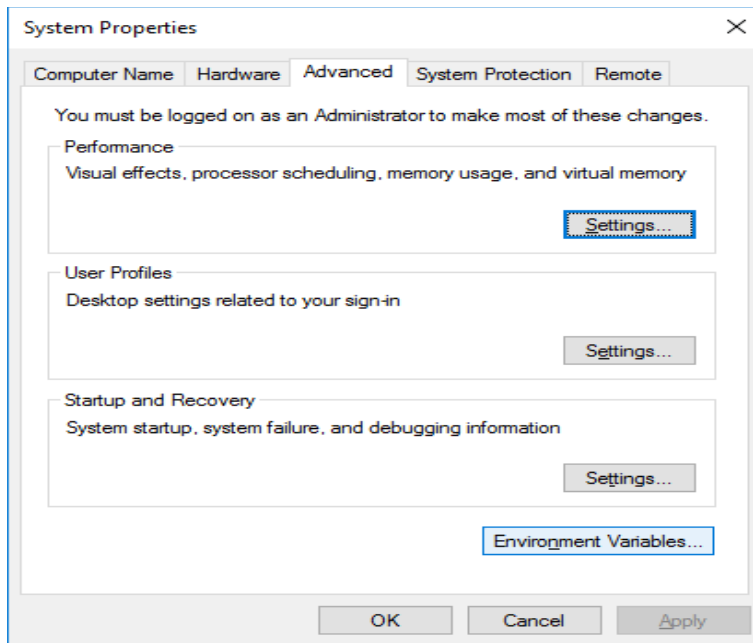 System Properties
Computer Name Hardware Advanced System Protection Remote
You must be logged on as an Administrator to make most of these changes.
Performance
Visual effects, processor scheduling, memory usage, and virtual memory
Settings...
User Profiles
Desktop settings related to your sign-in
Settings...
Startup and Recovery
System startup, system failure, and debugging information
Settings...
Environment Variables...
OK Cancel Apply